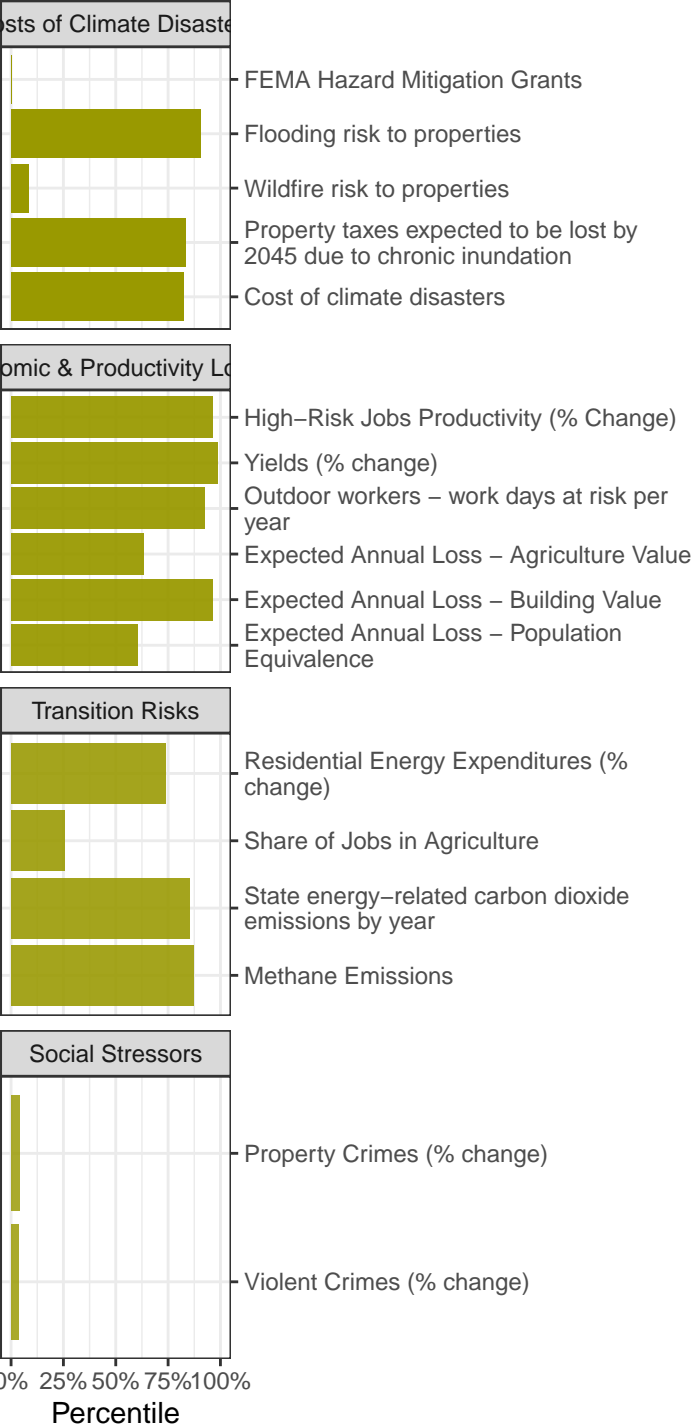 osts of Climate Disaste
FEMA Hazard Mitigation Grants
Flooding risk to properties
Wildfire risk to properties
Property taxes expected to be lost by
2045 due to chronic inundation
Cost of climate disasters
omic & Productivity Lo
High−Risk Jobs Productivity (% Change)
Yields (% change)
Outdoor workers − work days at risk per
year
Expected Annual Loss − Agriculture Value
Expected Annual Loss − Building Value
Expected Annual Loss − Population
Equivalence
Transition Risks
Residential Energy Expenditures (%
change)
Share of Jobs in Agriculture
State energy−related carbon dioxide
emissions by year
Methane Emissions
Social Stressors
Property Crimes (% change)
Violent Crimes (% change)
0% 25% 50% 75% 100%
Percentile